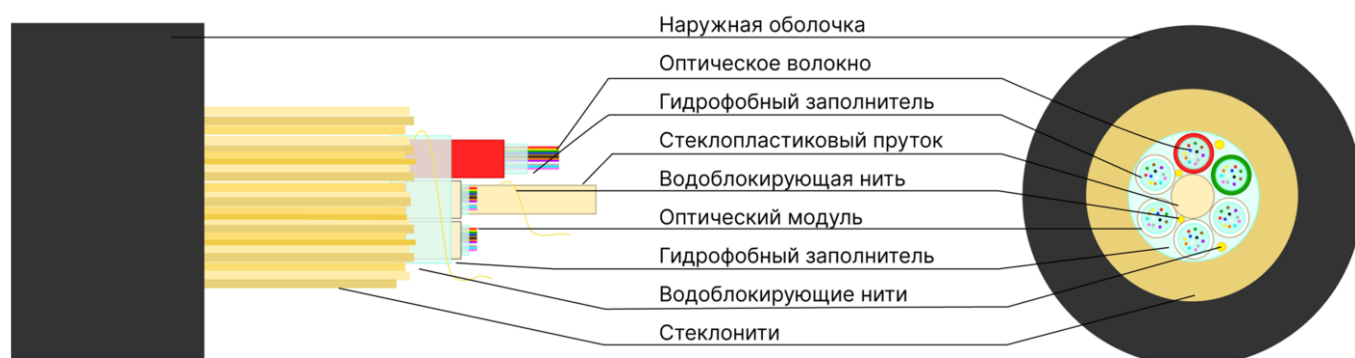 Наружная оболочка
Оптическое волокно
Гидрофобный заполнитель
Стеклопластиковый пруток
Водоблокирующая нить
Оптический модуль
Гидрофобный заполнитель
Водоблокирующие нити
Стеклонити